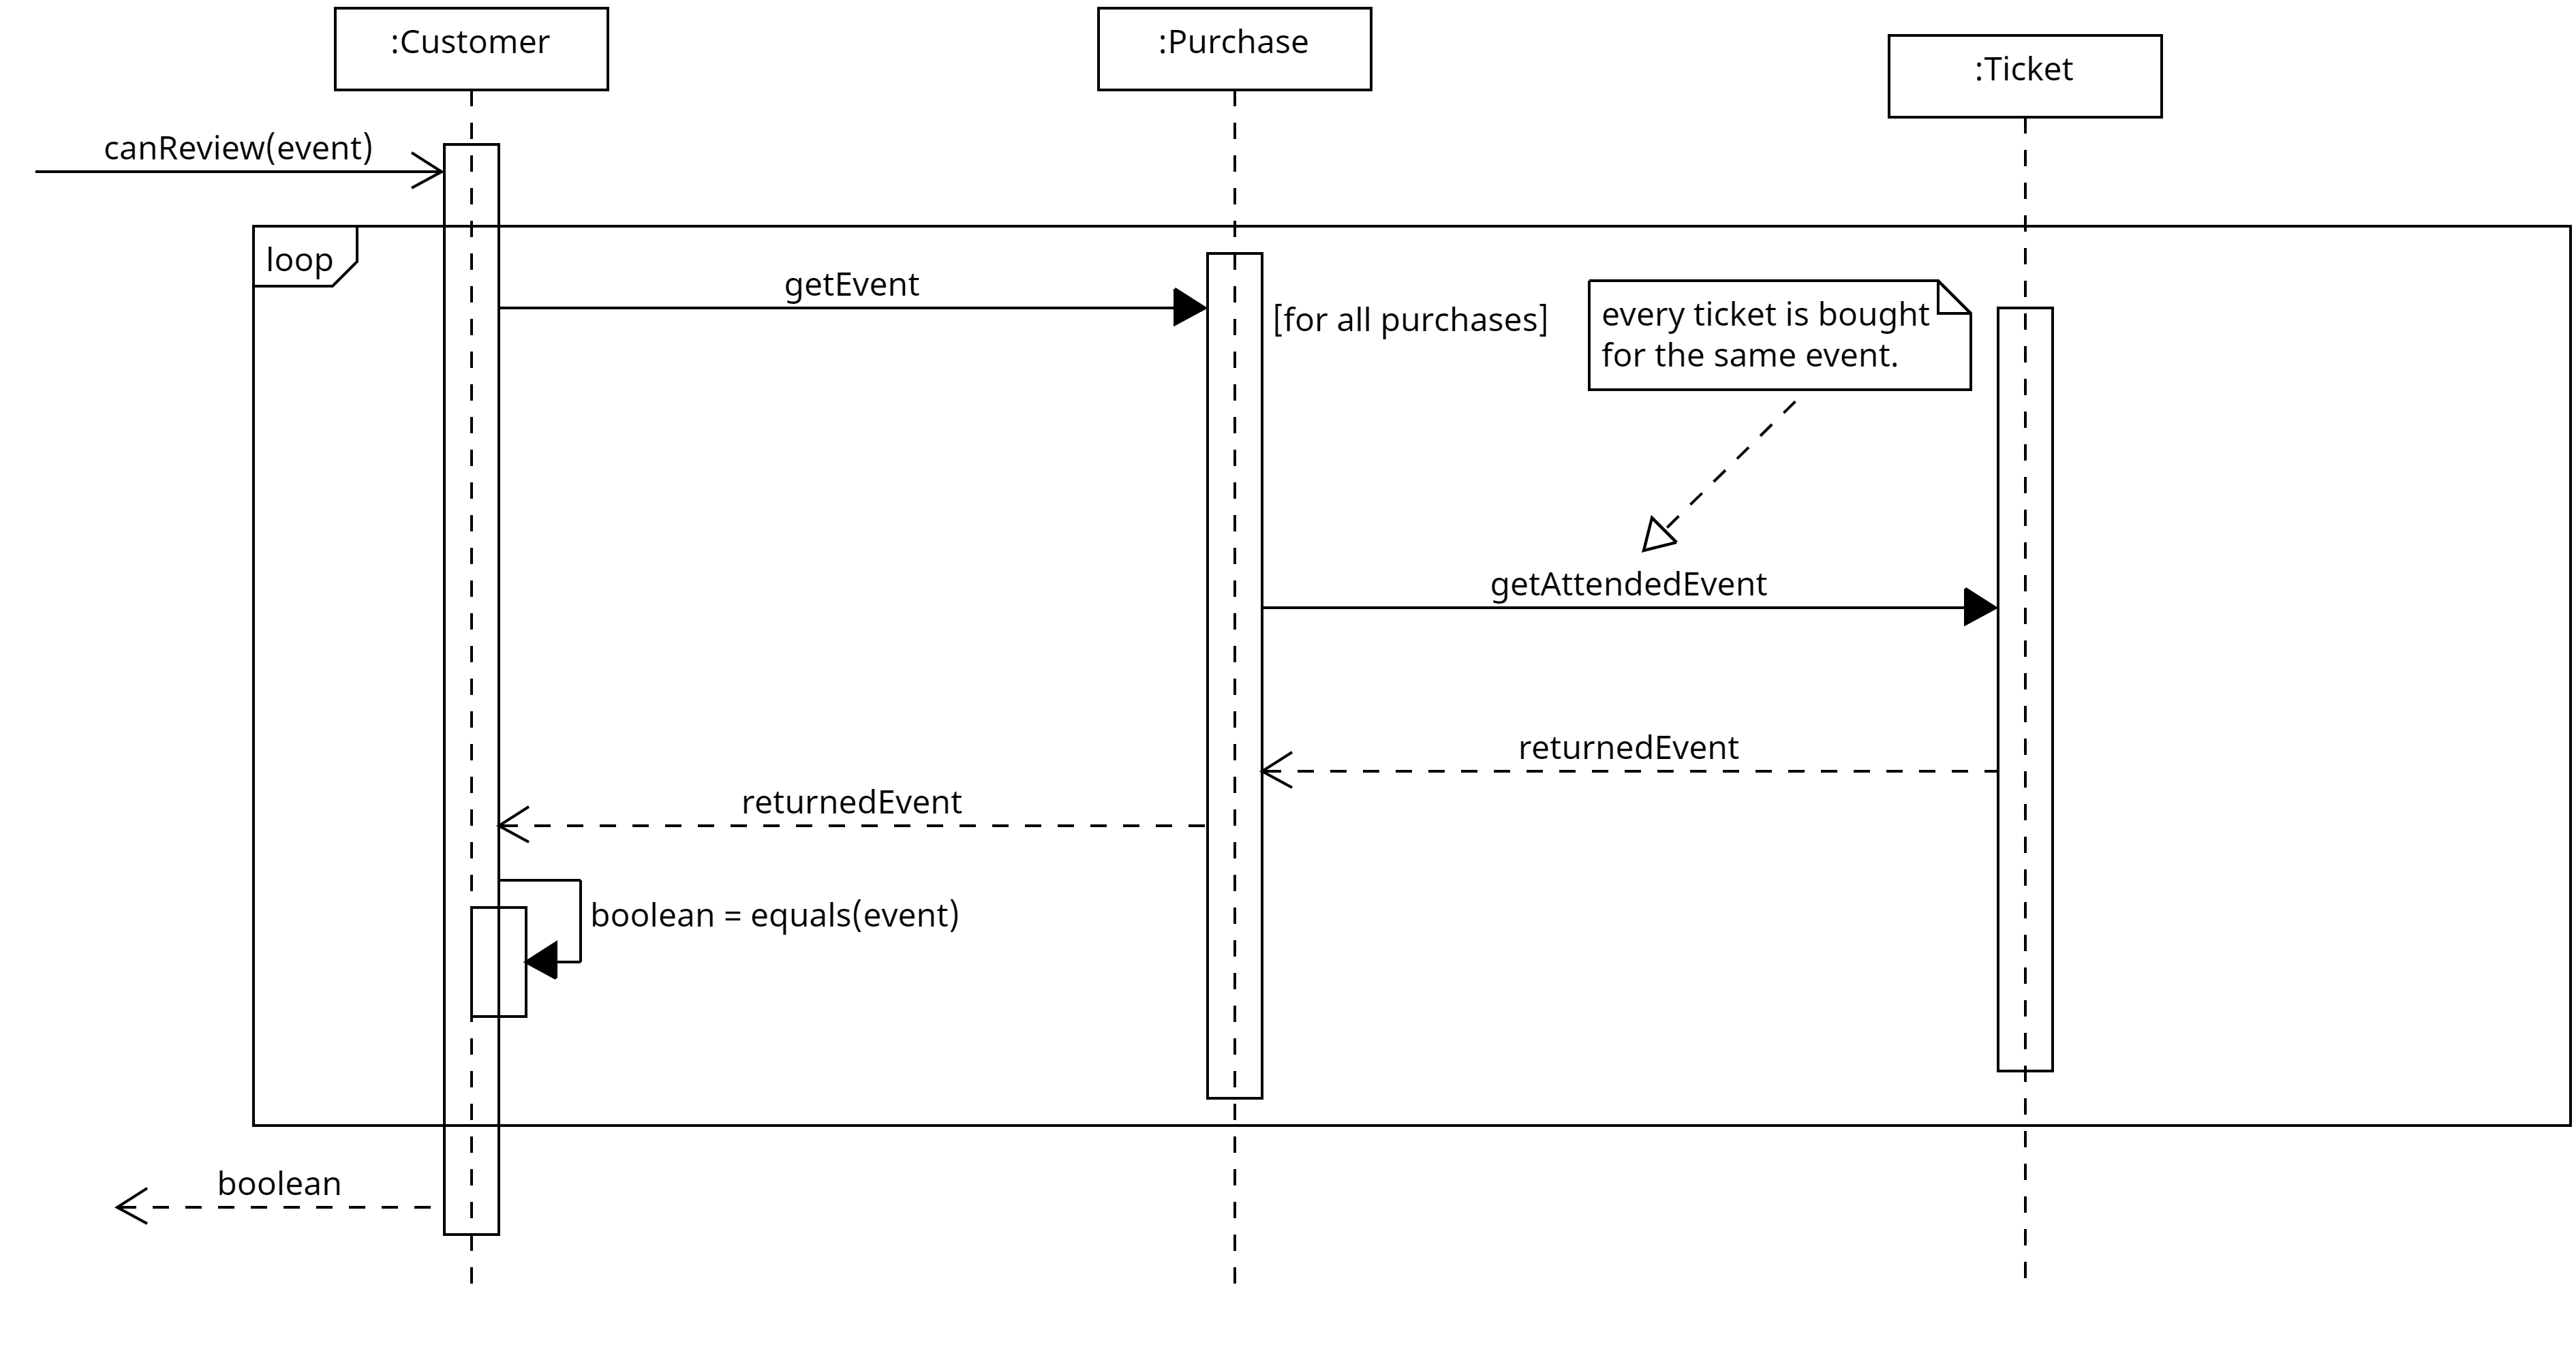 :Customer
:Purchase
:Ticket
canReview(event)
loop
getEvent
[for all purchases]
every ticket is bought
for the same event.
getAttendedEvent
returnedEvent
returnedEvent
boolean = equals(event)
boolean